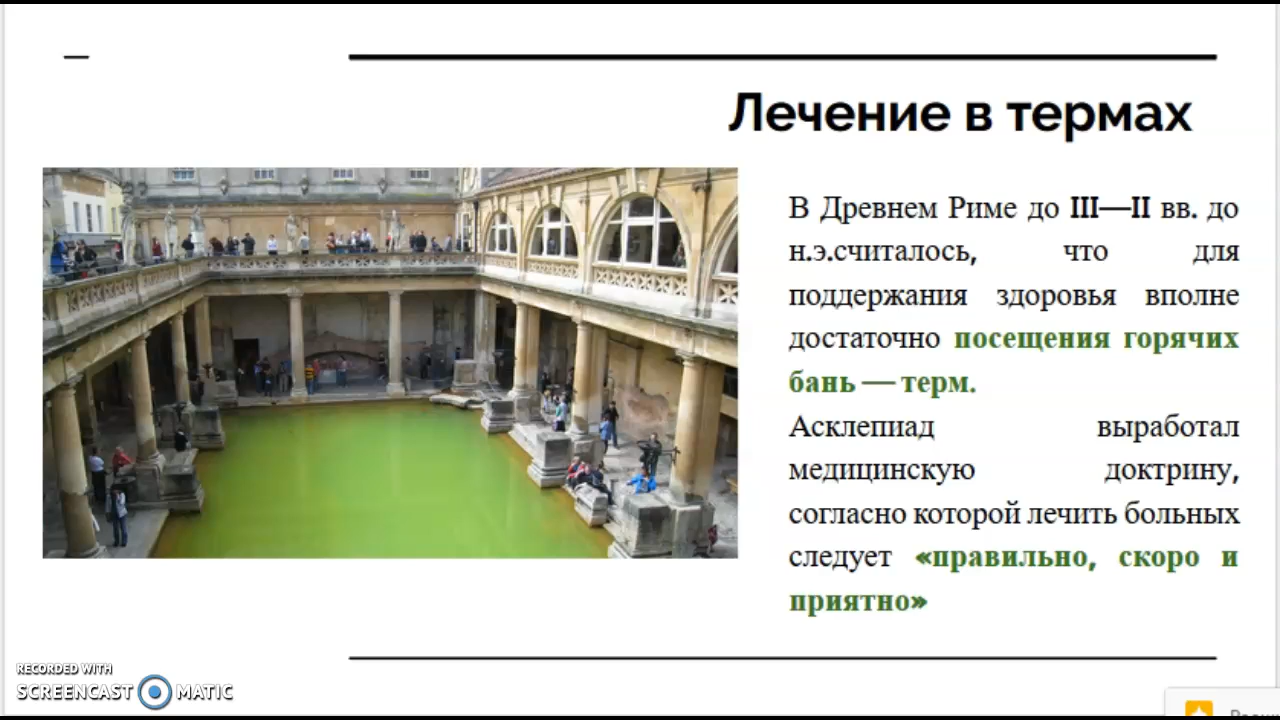 Лечение в термах
В Древнем Риме до III—II вв. до
н.э.считалось, что для
поддержания здоровья вполне
достаточно посещения горячих
бань — терм.
Асклепиад выработал
медицинскую доктрину,
согласно которой лечить больных
следует «правильно, скоро и
приятно»
RECORDED WITH
SCREENCAST MATIC